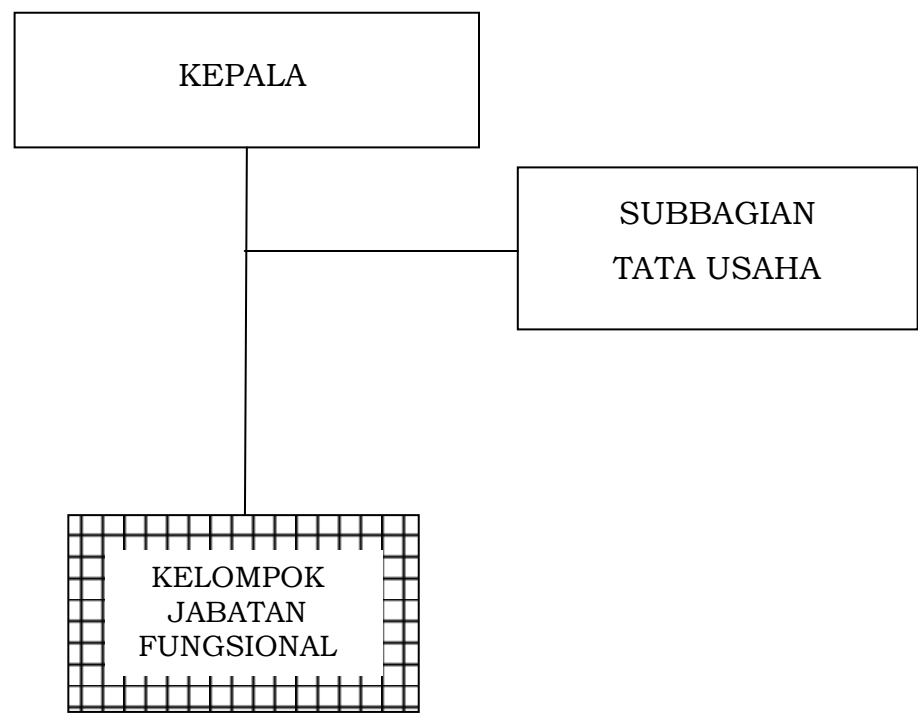 KEPALA
SUBBAGIAN
TATA USAHA
KELOMPOK
JABATAN
FUNGSIONAL